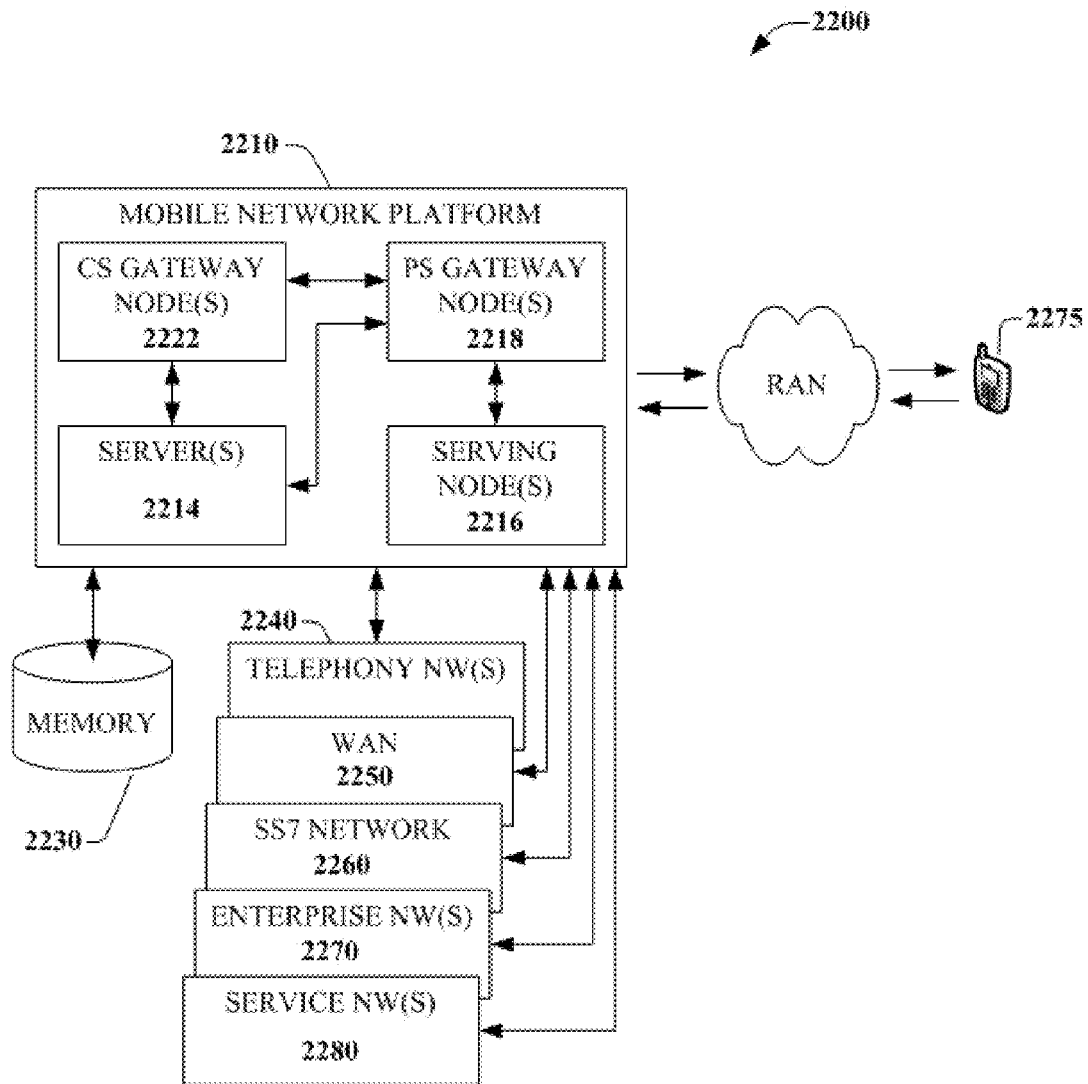 2200
2210
MOBILE NETWORK PLATFORM
CS GATEWAY
NODE(S)
2222
PS GATEWAY
NODE(S)
2218
SERVER(S)
2214
SERVING
NODE(S)
2216
RAN
2275
2240
TELEPHONY NW(S)
MEMORY
2230
WAN
2250
SS7 NETWORK
2260
ENTERPRISE NW(S)
2270
SERVICE NW(S)
2280